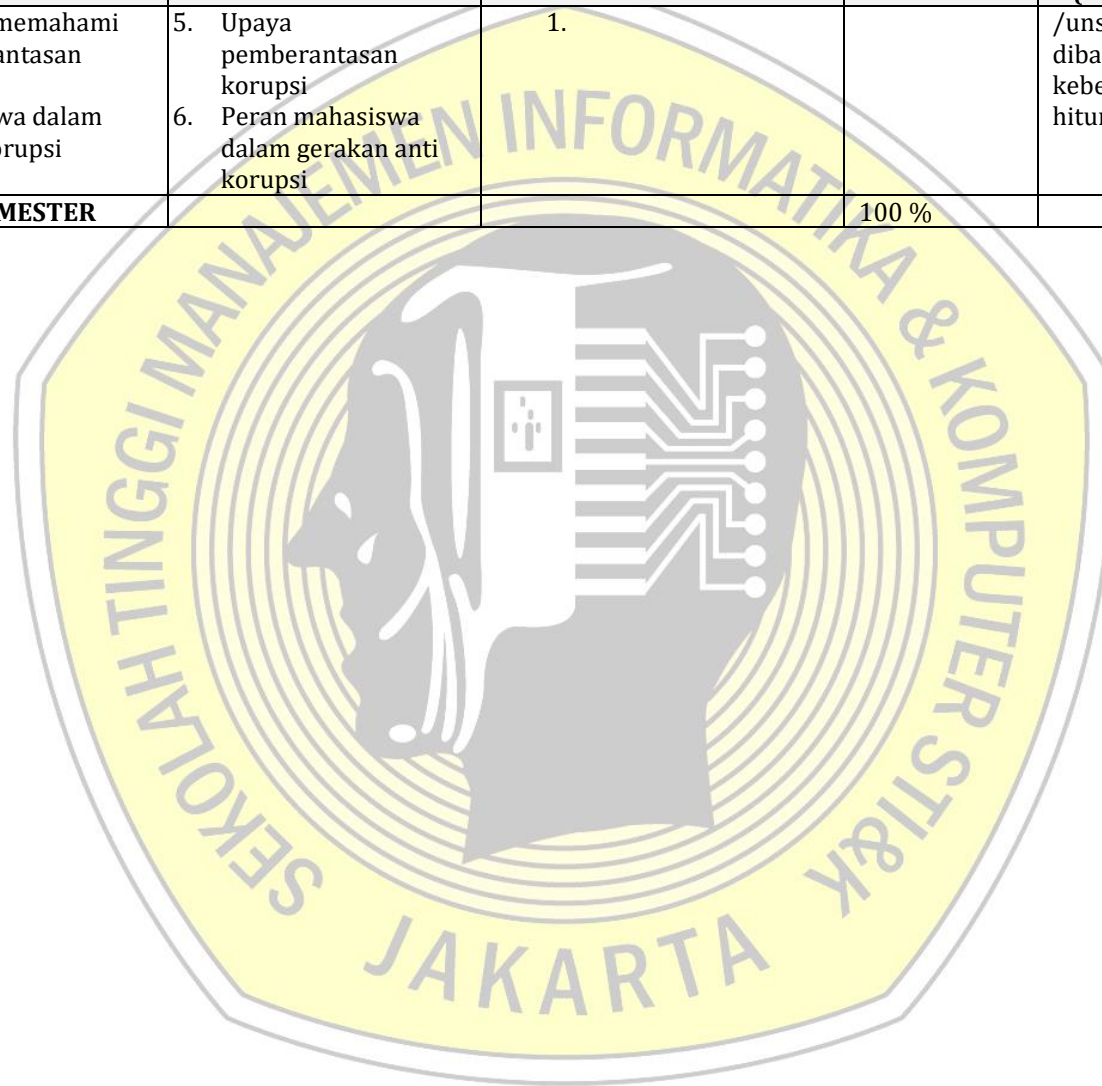 memahami
antasan
wa dalam
orupsi
5. Upaya
pemberantasan
korupsi
6. Peran mahasiswa
dalam gerakan anti
korupsi
1.
/uns
diba
kebe
hitu
MESTER
100 %
SEKOLAH TINGGI MANAJEMEN INFORMATIKA & KOMPUTER STI&K
JAKARTA